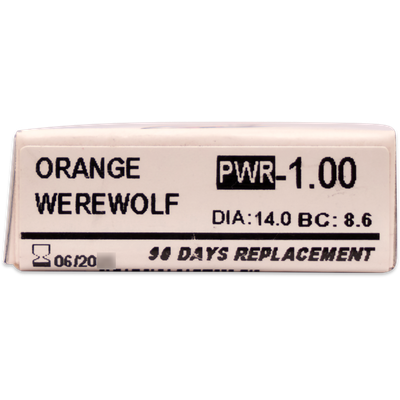 ORANGE
WEREWOLF
PWR-1.00
DIA:14.0 BC: 8.6
06/20
90 DAYS REPLACEMENT